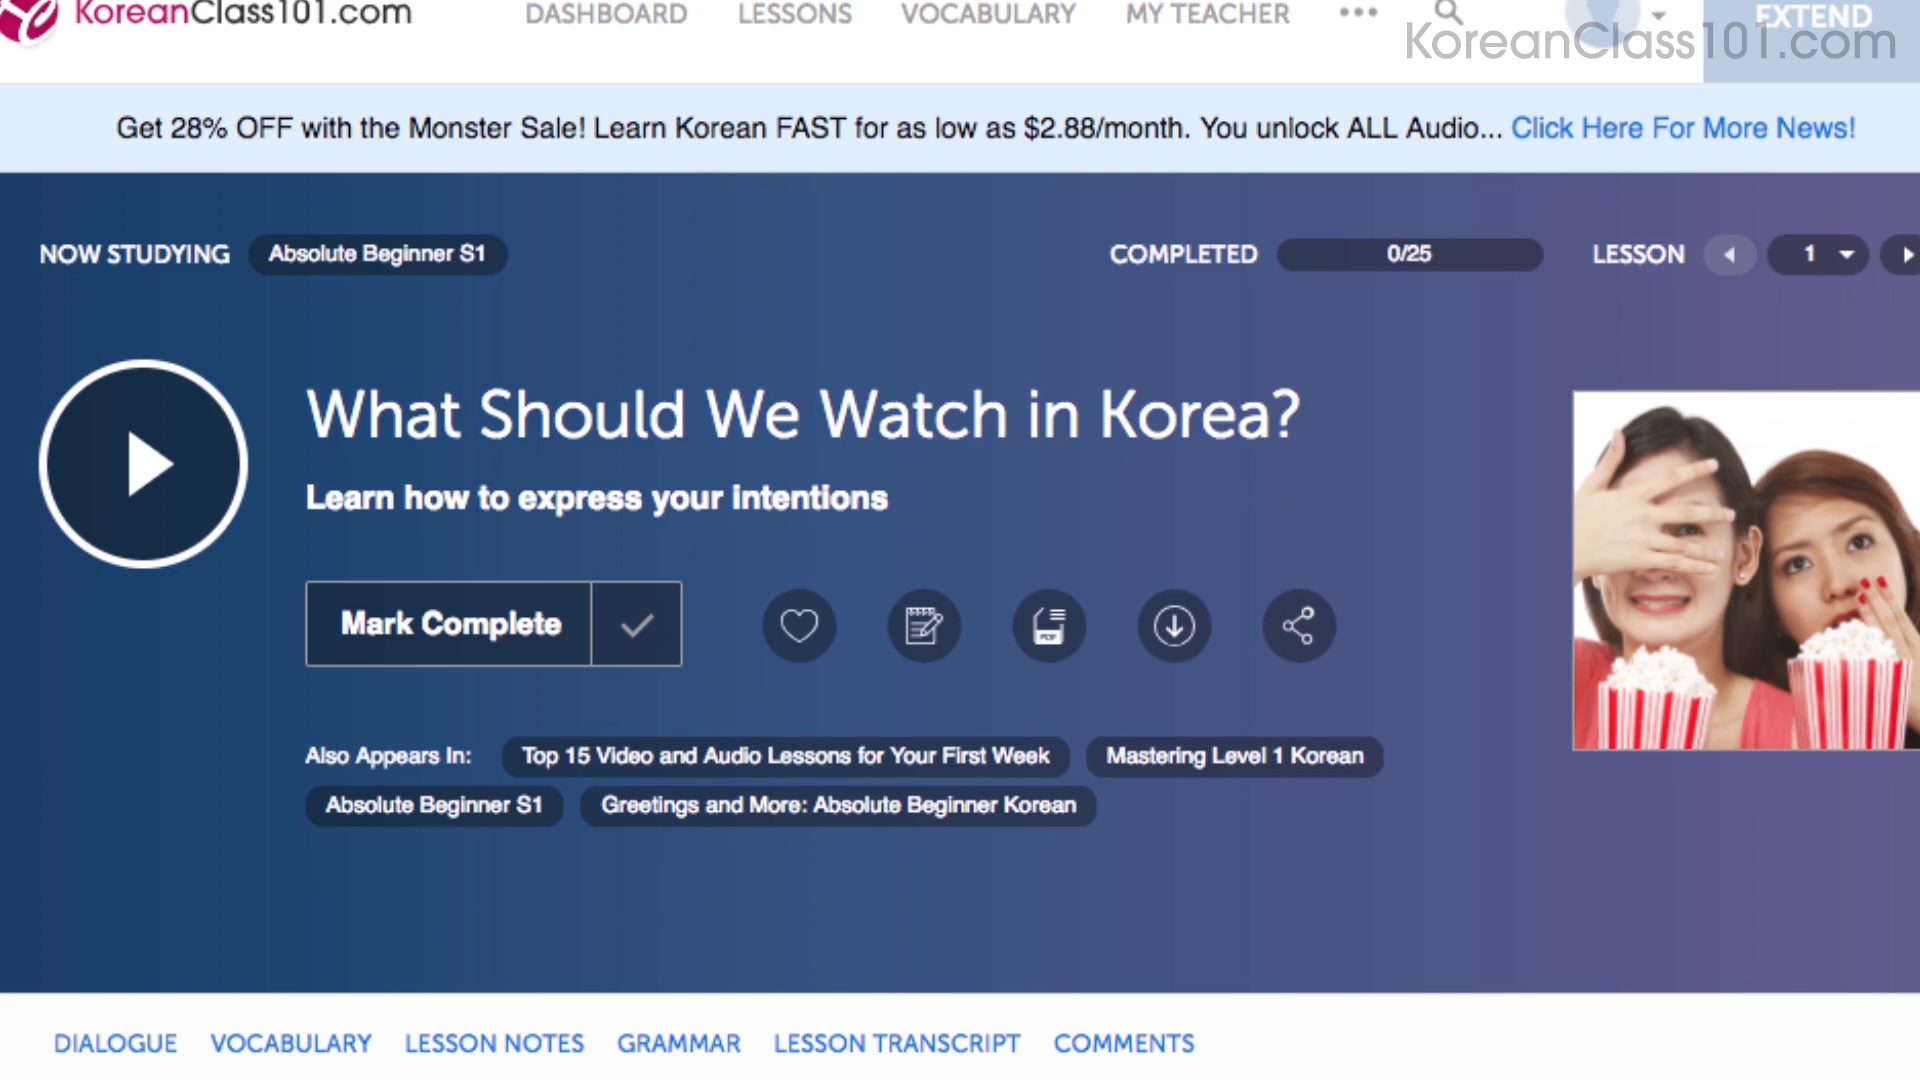 KoreanClass101.com
DASHBOARD LESSONS VOCABULARY MY TEACHER ••• EXTEND
KoreanClass101.com
Get 28% OFF with the Monster Sale! Learn Korean FAST for as low as $2.88/month. You unlock ALL Audio... Click Here For More News!
NOW STUDYING Absolute Beginner S1 COMPLETED 0/25 LESSON 1
What Should We Watch in Korea?
Learn how to express your intentions
Mark Complete
PDF
Also Appears In: Top 15 Video and Audio Lessons for Your First Week Mastering Level 1 Korean
Absolute Beginner S1 Greetings and More: Absolute Beginner Korean
DIALOGUE VOCABULARY LESSON NOTES GRAMMAR LESSON TRANSCRIPT COMMENTS